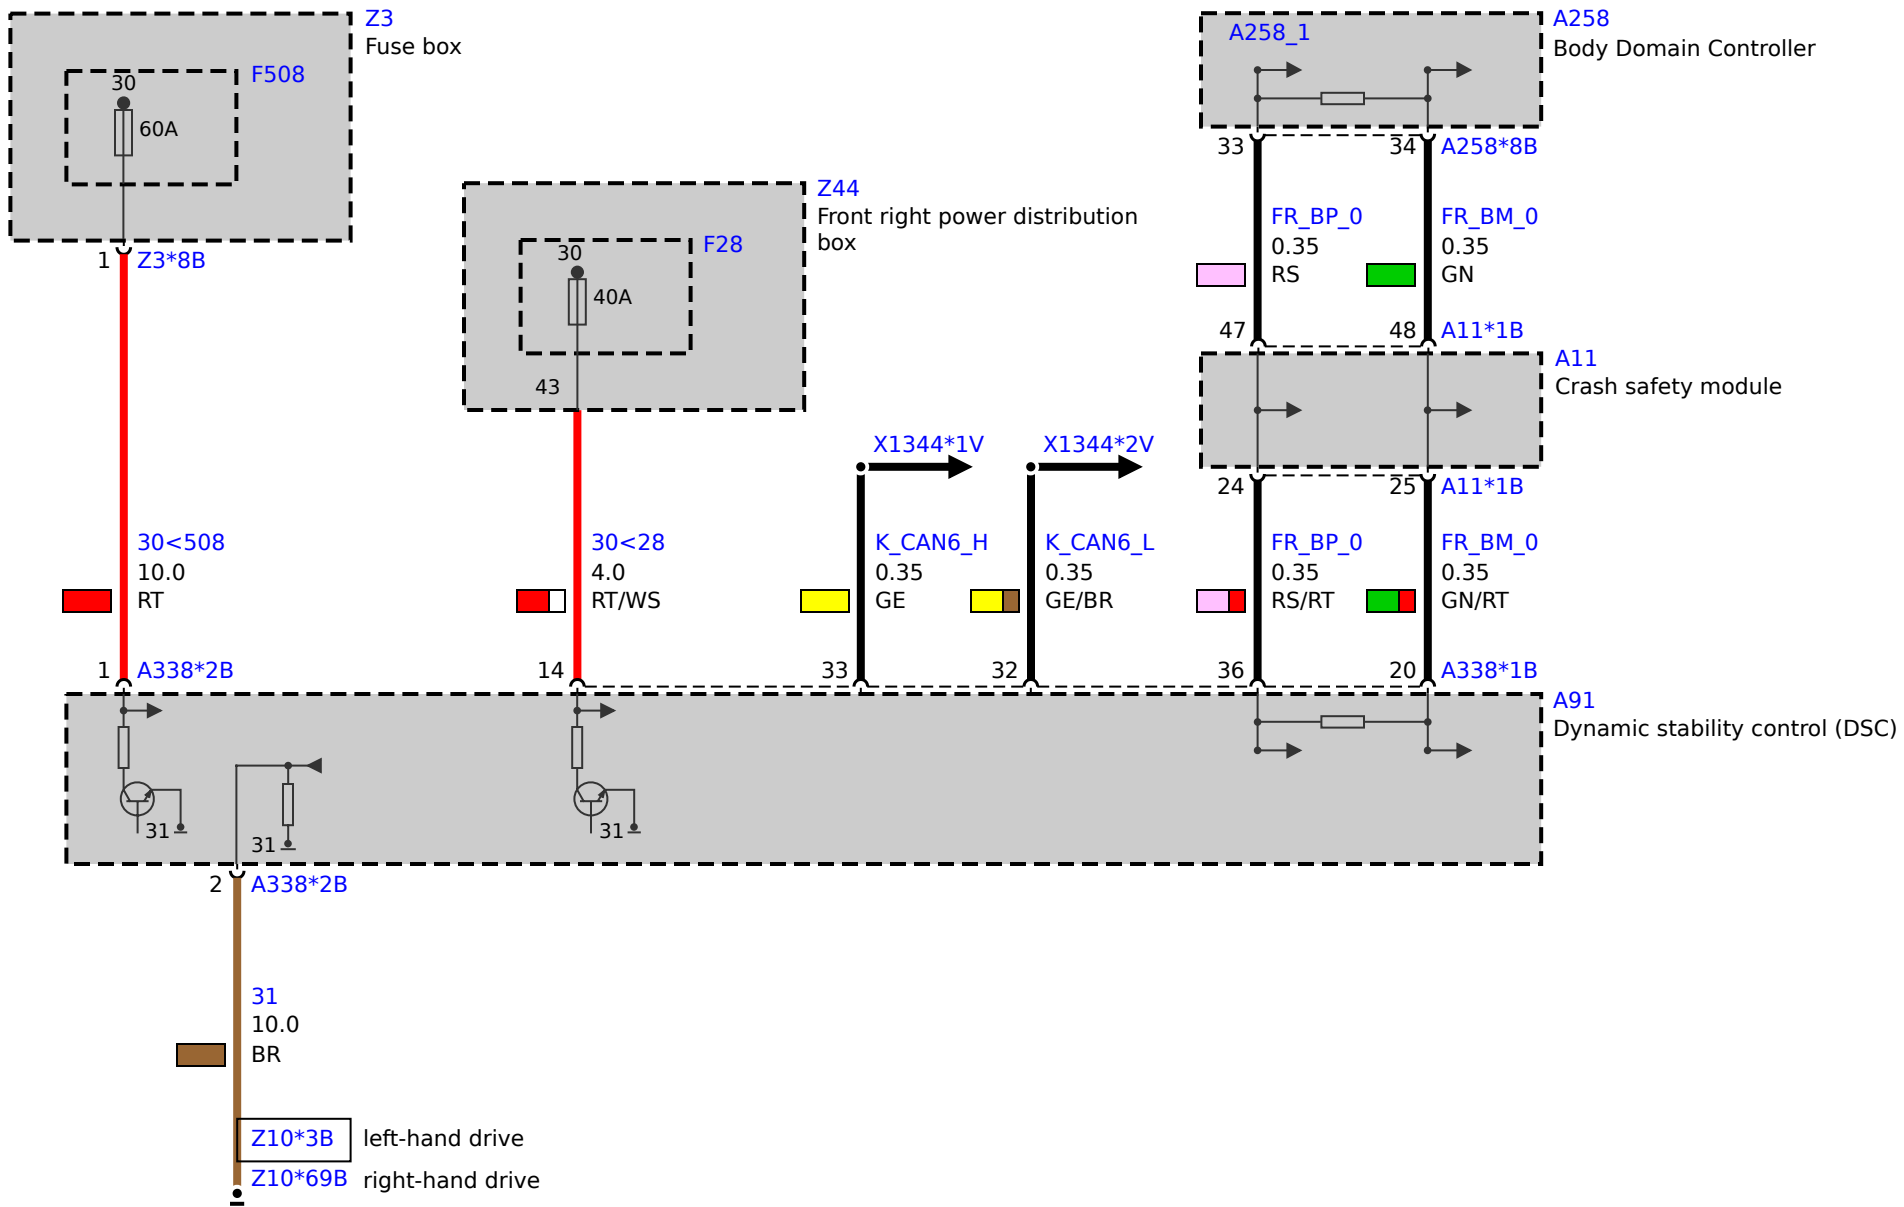 Z3
Fuse box
F508
30
60A
1
Z3*8B
Z44
Front right power distribution
box
F28
30
40A
43
A258
Body Domain Controller
A258_1
33
34
A258*8B
FR_BP_0
0.35
RS
FR_BM_0
0.35
GN
47
48
A11*1B
A11
Crash safety module
24
25
A11*1B
X1344*1V
X1344*2V
30<508
10.0
RT
30<28
4.0
RT/WS
K_CAN6_H
0.35
GE
K_CAN6_L
0.35
GE/BR
FR_BP_0
0.35
RS/RT
FR_BM_0
0.35
GN/RT
1
A338*2B
14
33
32
36
20
A338*1B
A91
Dynamic stability control (DSC)
31
31
31
2
A338*2B
31
10.0
BR
Z10*3B
left-hand drive
Z10*69B
right-hand drive